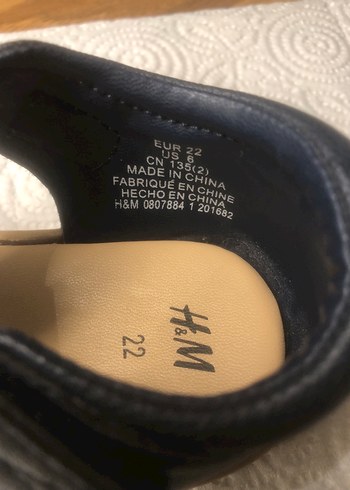 EUR 22
US 6
CN 135(2)
MADE IN CHINA
FABRIQUÉ EN CHINE
HECHO EN CHINA
H&M 0807884 1 201682
H&M
22